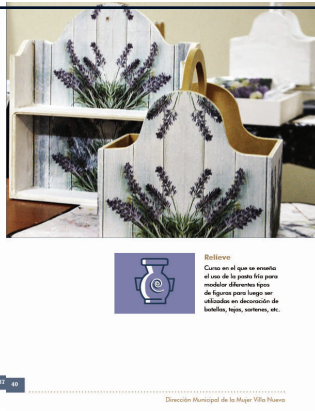 Relieve
Curso en el que se enseña
el uso de la pasta fría para
modelar diferentes tipos
de figuras para luego ser
utilizadas en decoración de
botellas, tejas, sartenes, etc.
40
Dirección Municipal de la Mujer Villa Nueva